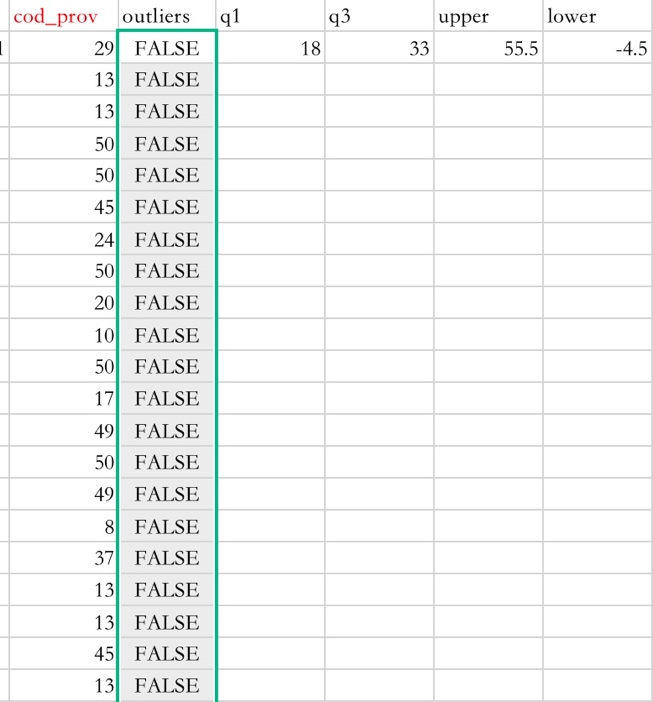 cod_prov outliers q1 q3 upper lower
29 FALSE 18 33 55.5 -4.5
13 FALSE
13 FALSE
50 FALSE
50 FALSE
45 FALSE
24 FALSE
50 FALSE
20 FALSE
10 FALSE
50 FALSE
17 FALSE
49 FALSE
50 FALSE
49 FALSE
8 FALSE
37 FALSE
13 FALSE
13 FALSE
45 FALSE
13 FALSE